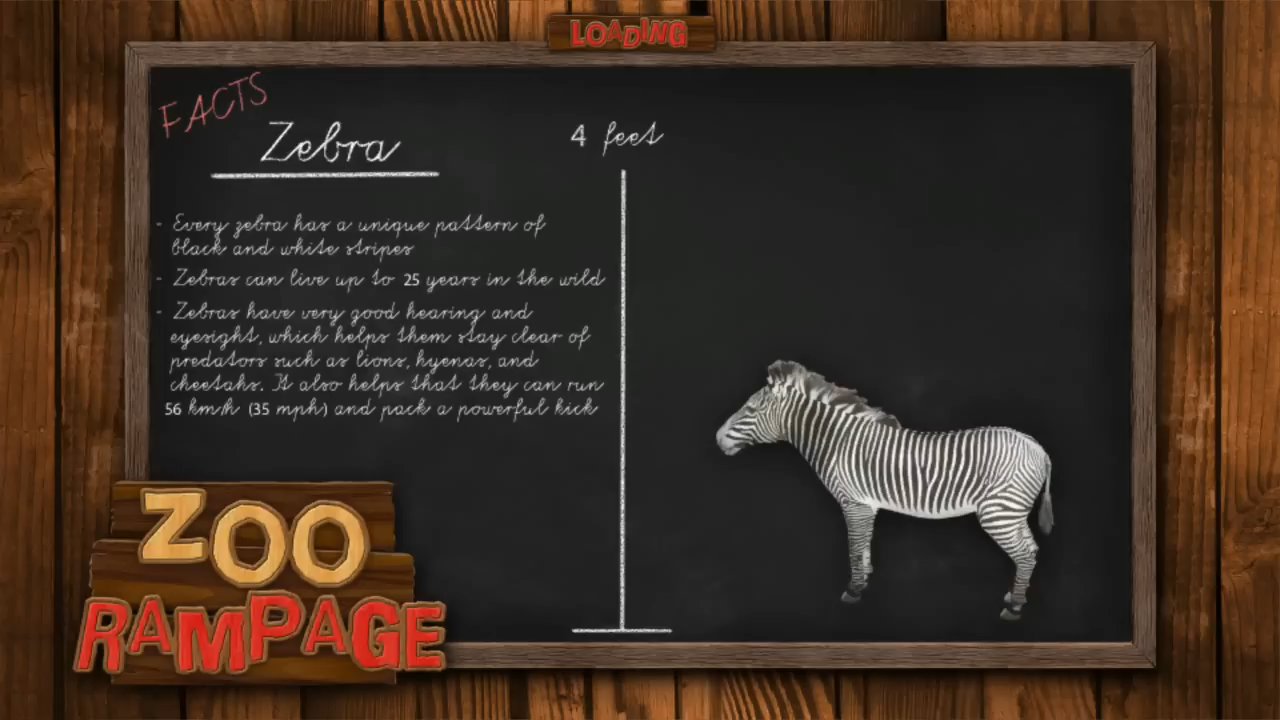 LOADING
FACTS
Zebra
4 feet
- Every zebra has a unique pattern of
black and white stripes
- Zebras can live up to 25 years in the wild
- Zebras have very good hearing and
eyesight, which helps them stay clear of
predators such as lions, hyenas, and
cheetahs. It also helps that they can run
56 km/h (35 mph) and pack a powerful kick
ZOO
RAMPAGE